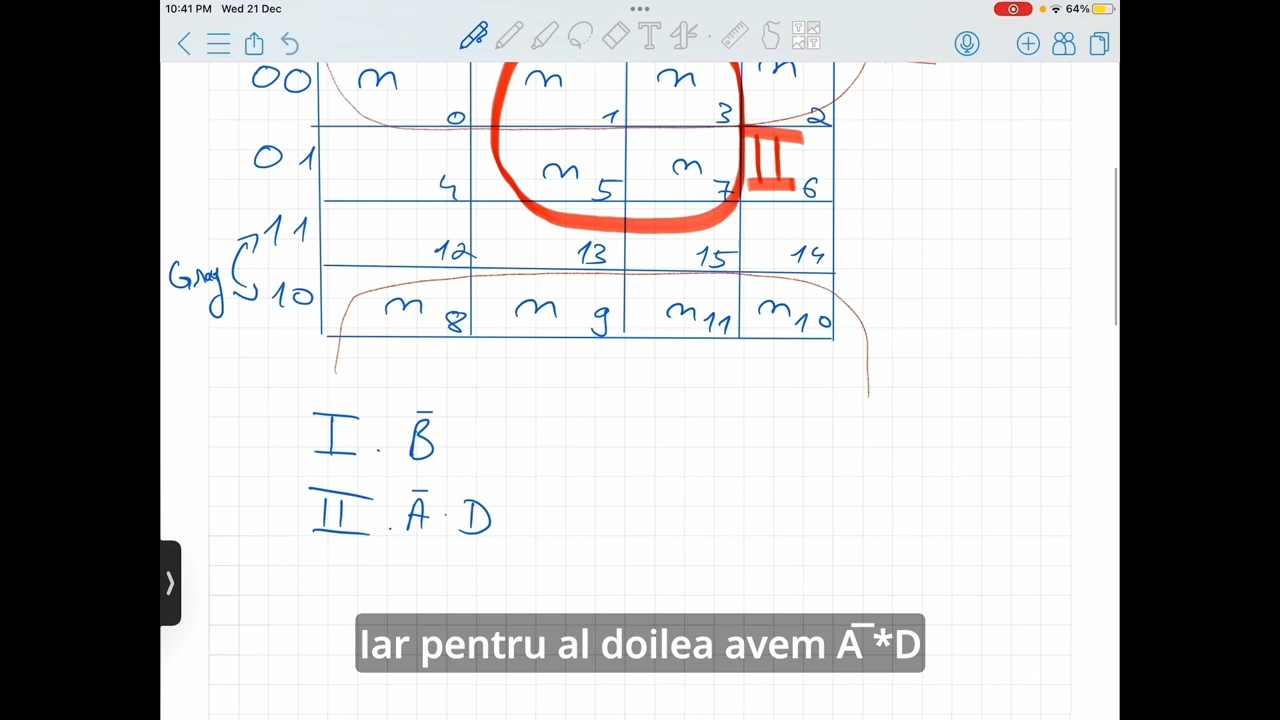 10:41 PM Wed 21 Dec 64%
00 m 0 m 1 m 3 m 2
01 4 m 5 m 7 II 6
11 12 13 15 14
Gray
10 m 8 m 9 m 11 m 10
I. B̅
II. A̅ · D
Iar pentru al doilea avem A̅*D